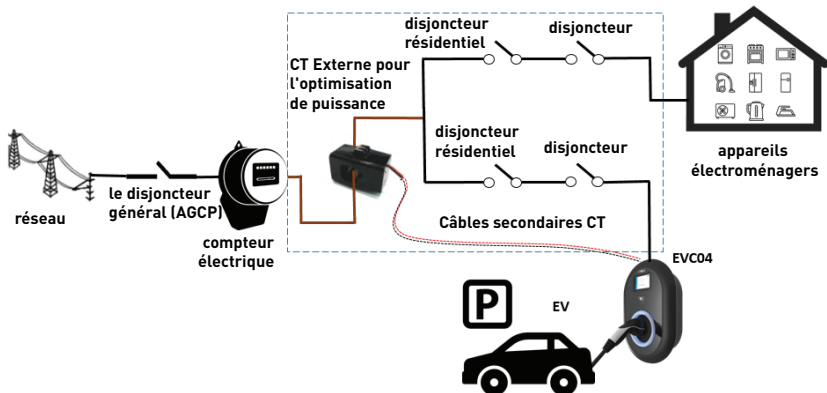 disjoncteur
résidentiel
disjoncteur
CT Externe pour
l'optimisation
de puissance
disjoncteur
résidentiel
disjoncteur
appareils
électroménagers
réseau
le disjoncteur
général (AGCP)
compteur
électrique
Câbles secondaires CT
EVC04
P
EV